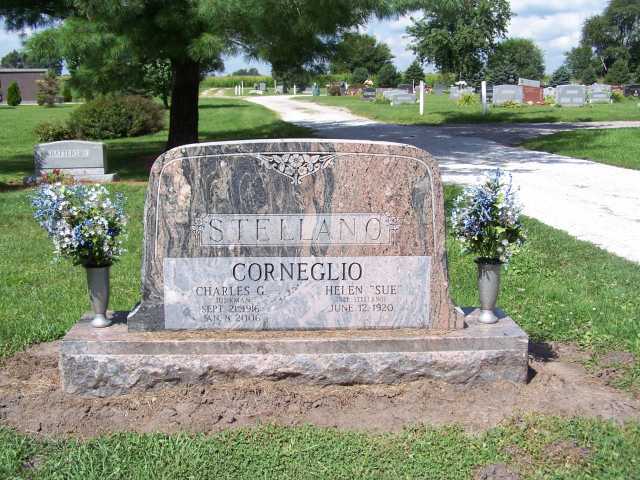 STELLANO
CORNEGLIO
CHARLES G.
HELEN "SUE"
SEPT. 21, 1916
JUNE 12, 1920
JAN. 8, 2006